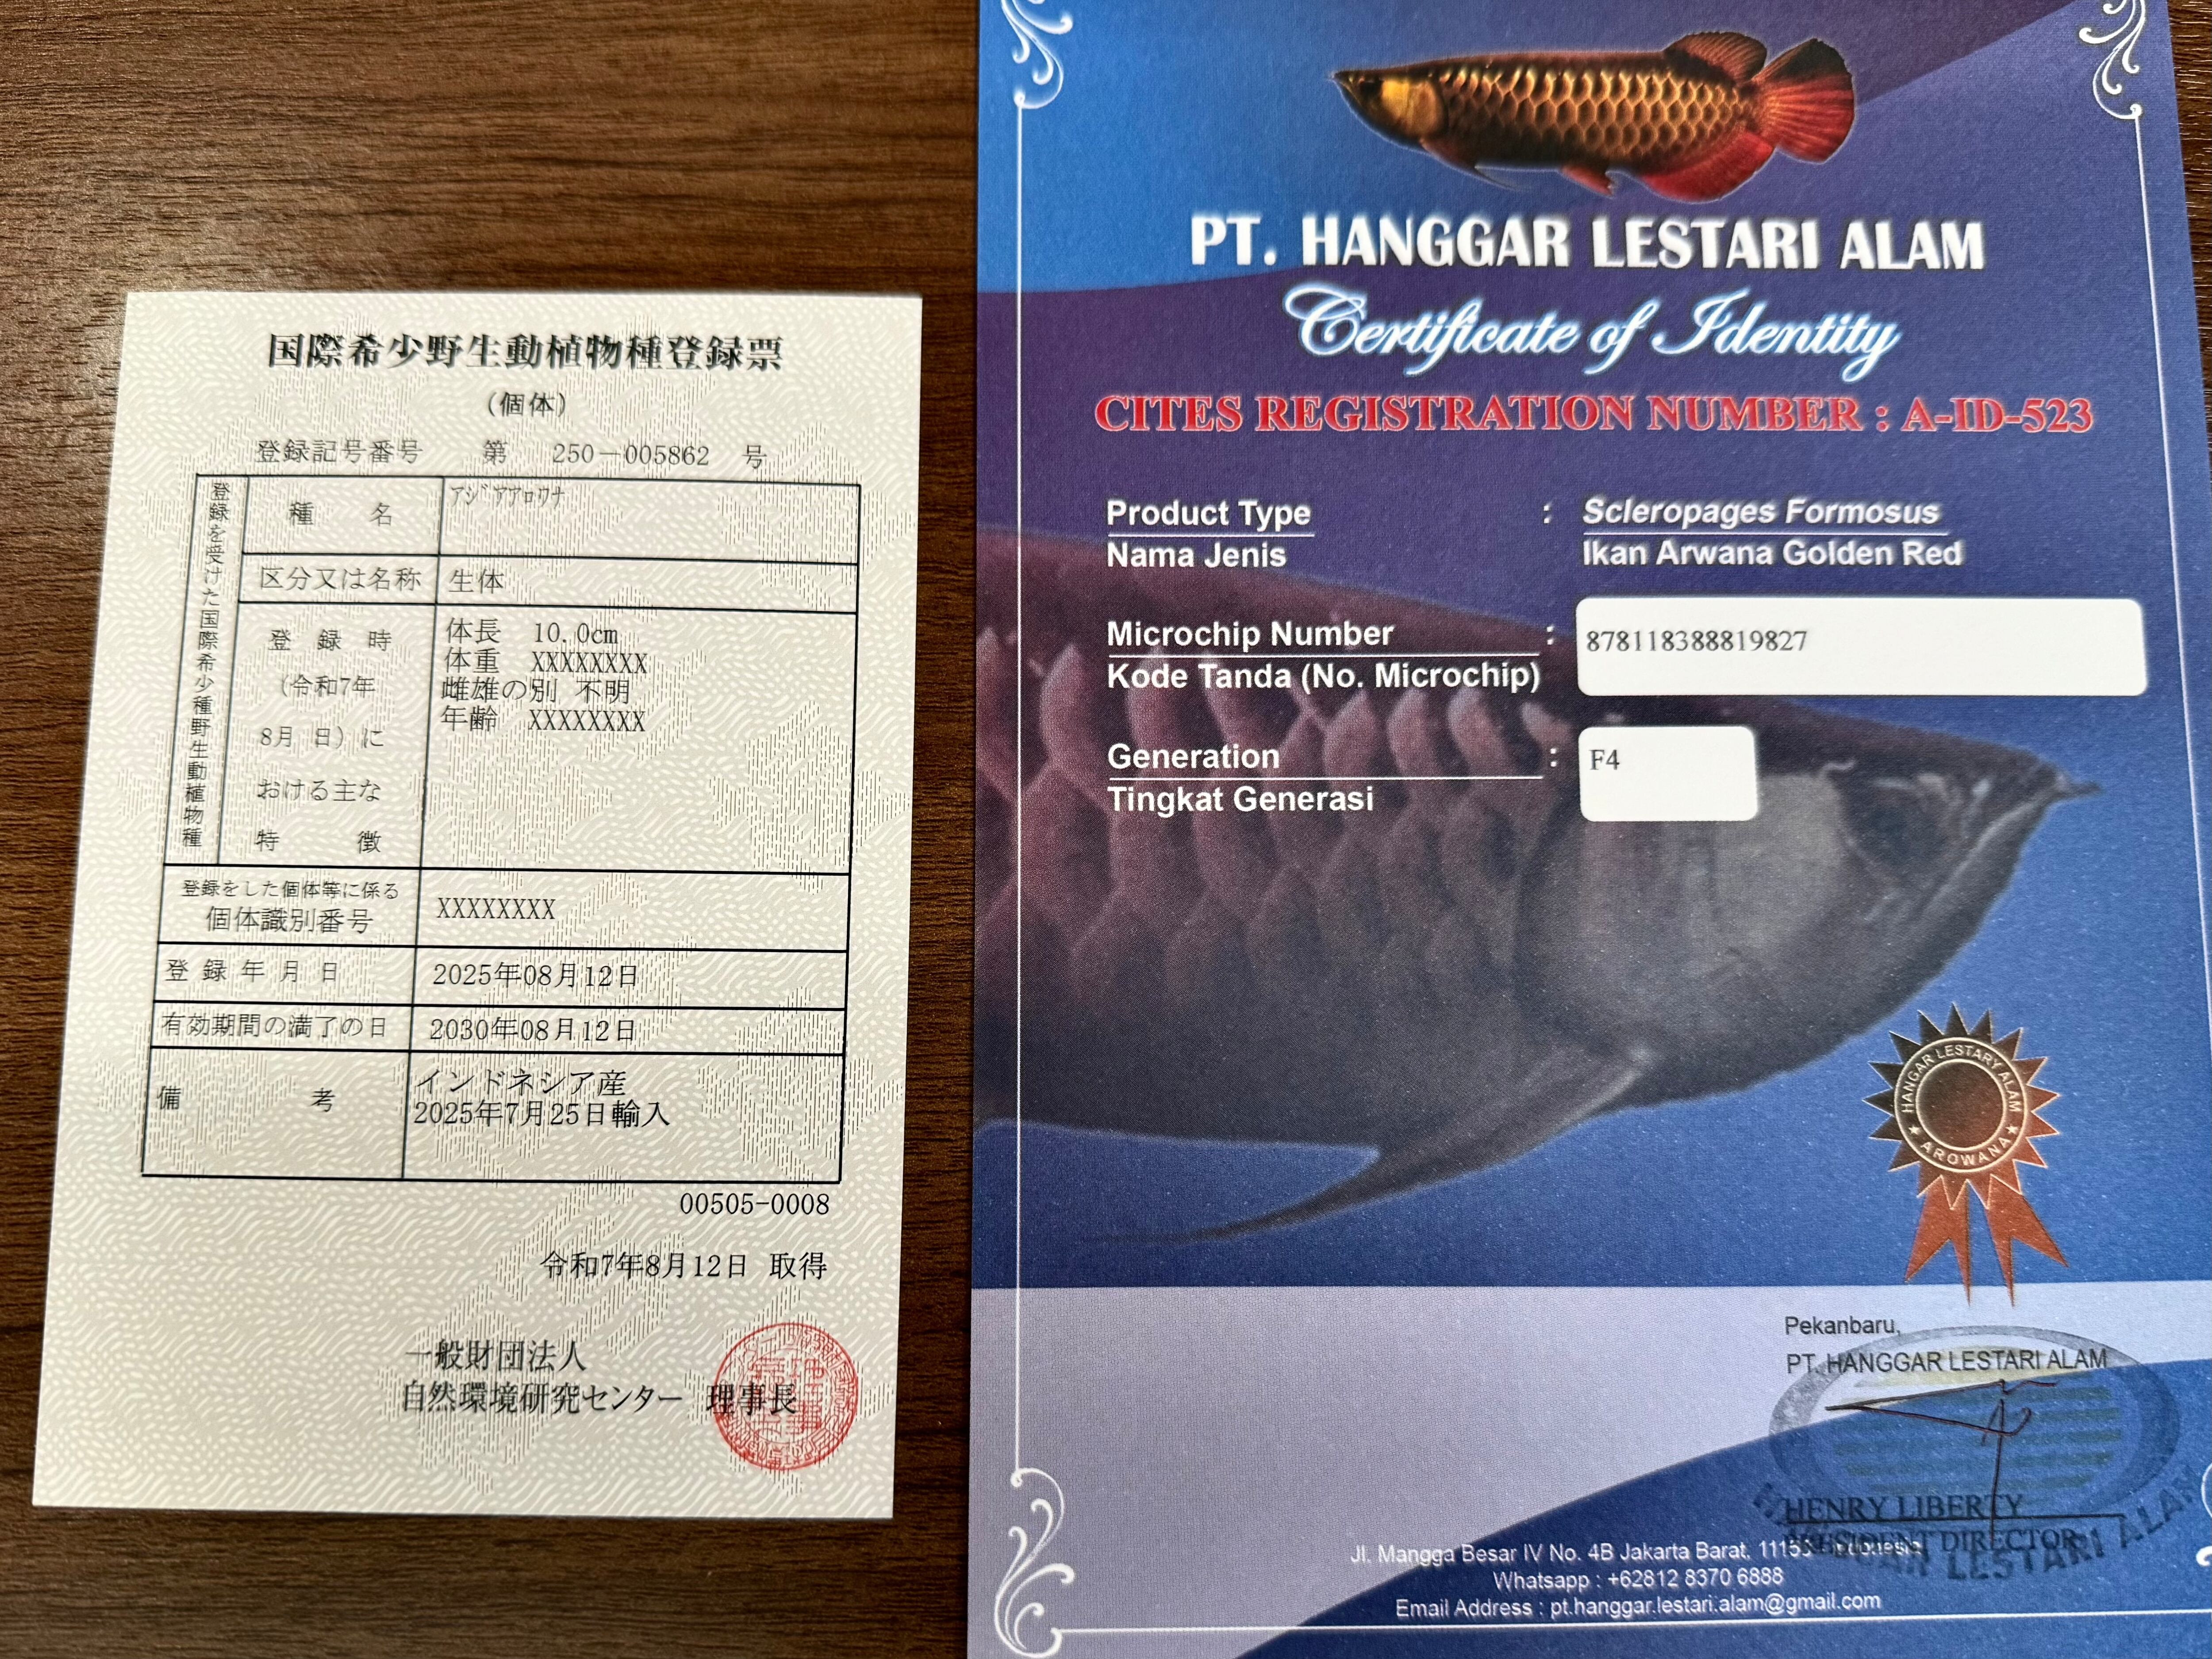 国際希少野生動植物種登録票
(個体)
登録記号番号 第 250-005862 号
登録を受けた国際希少種野生動植物種
種名 ｱｼﾞｱｱﾛﾜﾅ
区分又は名称 生体
登録時
(令和7年
8月 日)に
おける主な
特徴
体長 10.0cm
体重 XXXXXXXX
雌雄の別 不明
年齢 XXXXXXXX
登録をした個体等に係る
個体識別番号 XXXXXXXX
登録年月日 2025年08月12日
有効期間の満了の日 2030年08月12日
備考
インドネシア産
2025年7月25日輸入
00505-0008
令和7年8月12日 取得
一般財団法人
自然環境研究センター 理事長
PT. HANGGAR LESTARI ALAM
Certificate of Identity
CITES REGISTRATION NUMBER : A-ID-523
Product Type : Scleropages Formosus
Nama Jenis Ikan Arwana Golden Red
Microchip Number : 878118388819827
Kode Tanda (No. Microchip)
Generation : F4
Tingkat Generasi
HANGAR LESTARY ALAM
★ AROWANA ★
Pekanbaru,
PT. HANGGAR LESTARI ALAM
HENRY LIBERTY
PRESIDENT DIRECTOR
LESTARI ALAM
Jl. Mangga Besar IV No. 4B Jakarta Barat, Indonesia
Whatsapp : +62812 8370 6888
Email Address : pt.hanggar.lestari.alam@gmail.com